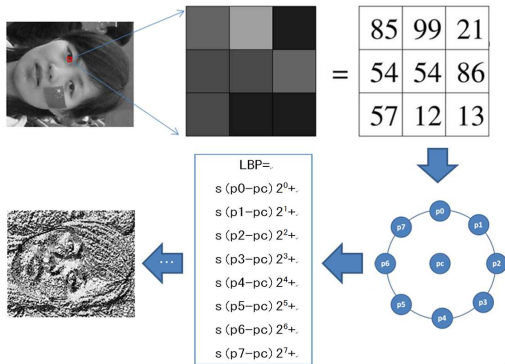 85 99 21
=
54 54 86
57 12 13
LBP=
s (p0-pc) 2⁰+
s (p1-pc) 2¹+
s (p2-pc) 2²+
s (p3-pc) 2³+
s (p4-pc) 2⁴+
s (p5-pc) 2⁵+
s (p6-pc) 2⁶+
s (p7-pc) 2⁷+
...
p0
p7 p1
p6 pc p2
p5 p3
p4